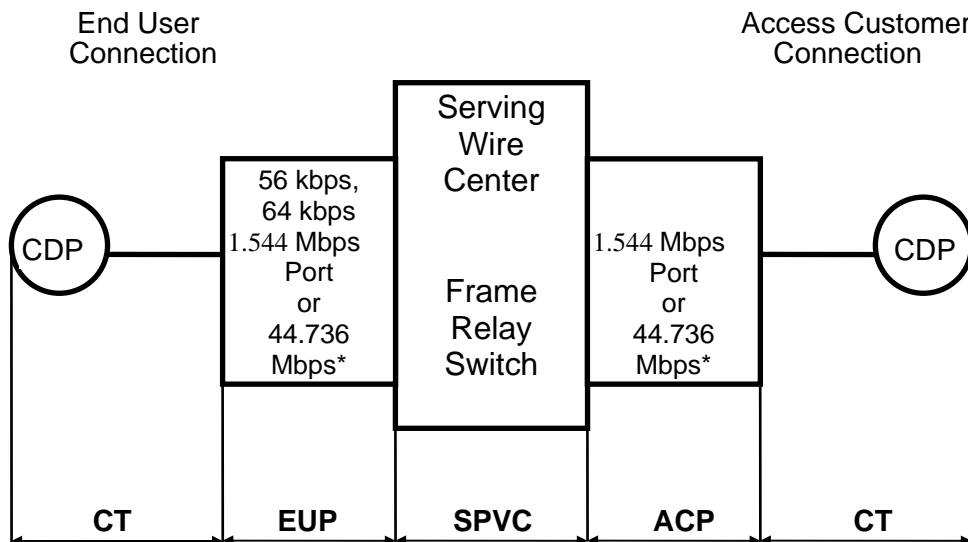 End User
Connection
Access Customer
Connection
Serving
Wire
Center
Frame
Relay
Switch
CDP
56 kbps,
64 kbps
1.544 Mbps
Port
or
44.736
Mbps*
1.544 Mbps
Port
or
44.736
Mbps*
CDP
CT
EUP
SPVC
ACP
CT